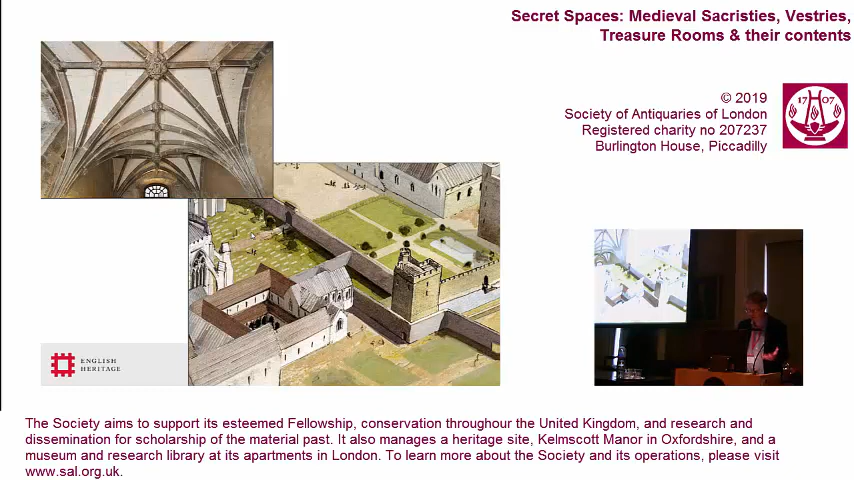 Secret Spaces: Medieval Sacristies, Vestries,
Treasure Rooms & their contents
© 2019
Society of Antiquaries of London
Registered charity no 207237
Burlington House, Piccadilly
17 07
ENGLISH
HERITAGE
The Society aims to support its esteemed Fellowship, conservation throughour the United Kingdom, and research and
dissemination for scholarship of the material past. It also manages a heritage site, Kelmscott Manor in Oxfordshire, and a
museum and research library at its apartments in London. To learn more about the Society and its operations, please visit
www.sal.org.uk.